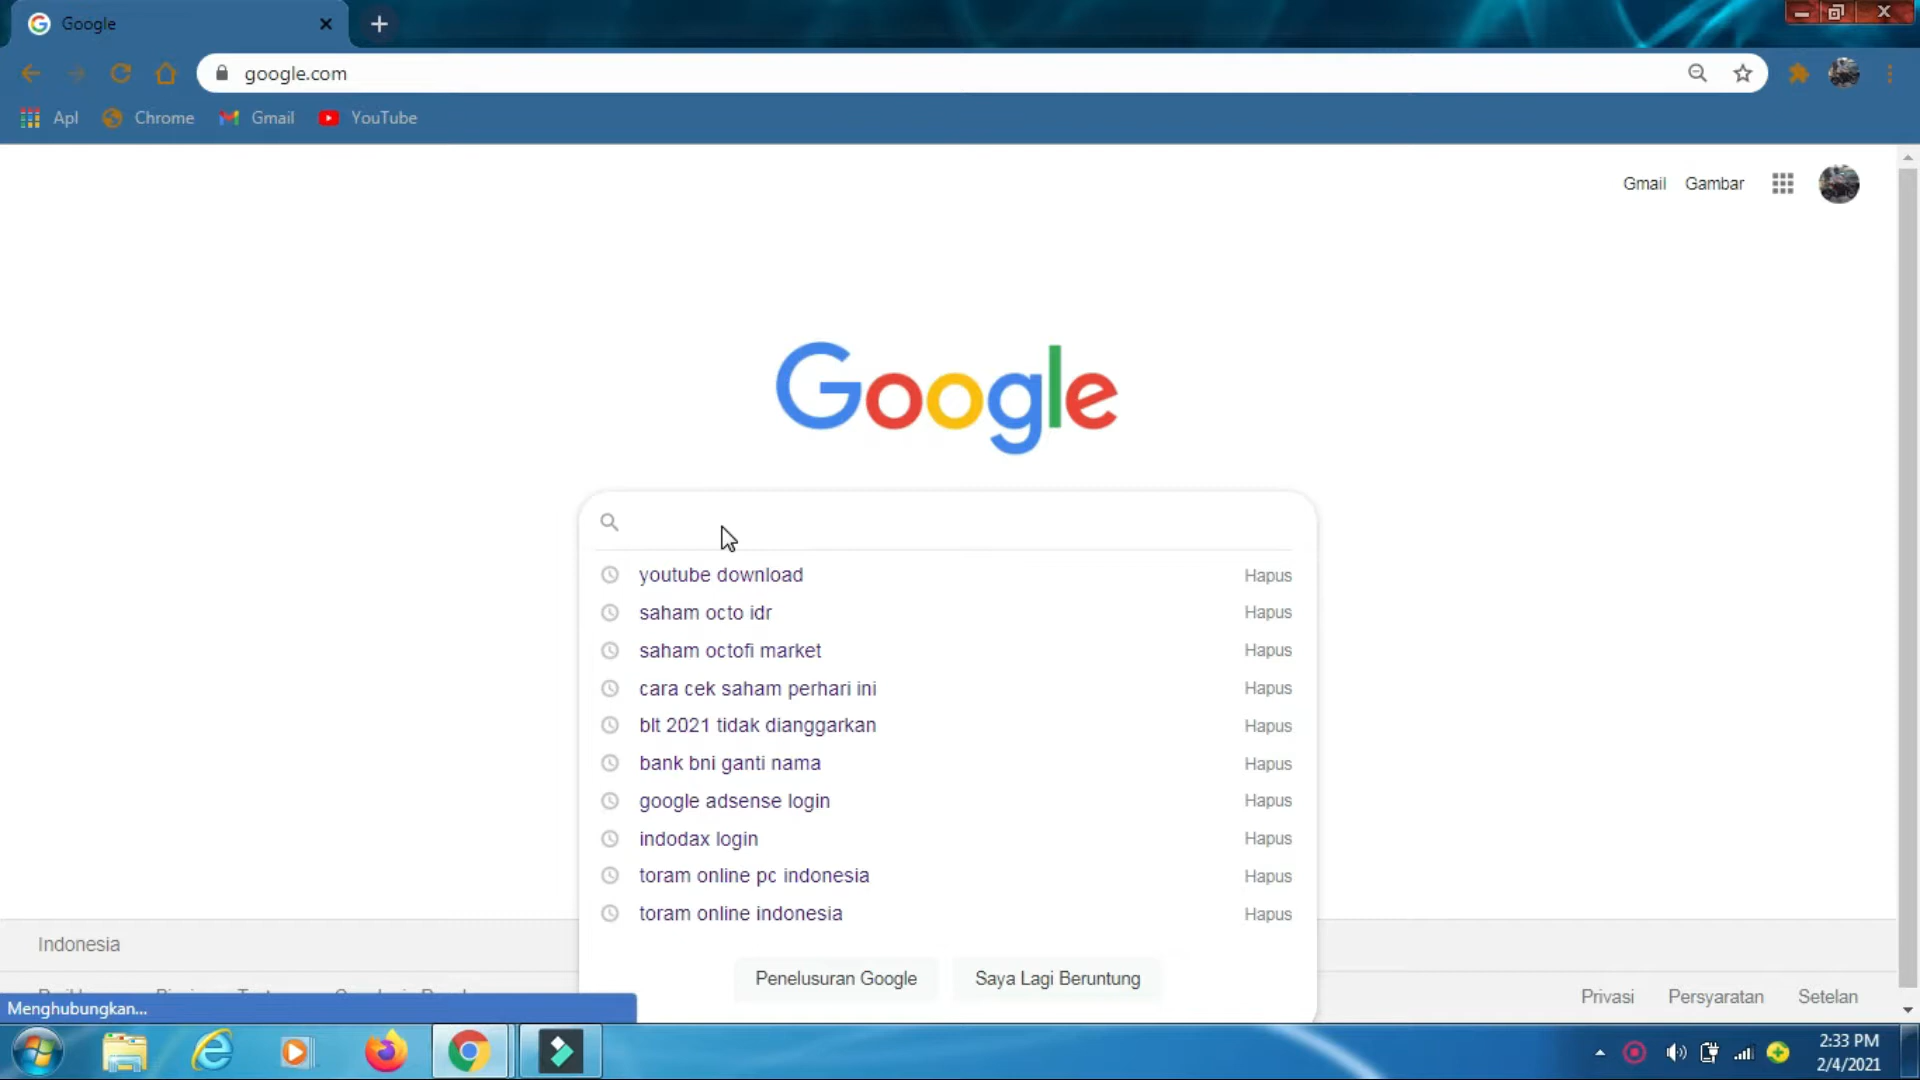 Google
google.com
Apl
Chrome
Gmail
YouTube
Gmail
Gambar
Google
youtube download
Hapus
saham octo idr
Hapus
saham octofi market
Hapus
cara cek saham perhari ini
Hapus
blt 2021 tidak dianggarkan
Hapus
bank bni ganti nama
Hapus
google adsense login
Hapus
indodax login
Hapus
toram online pc indonesia
Hapus
toram online indonesia
Hapus
Indonesia
Penelusuran Google
Saya Lagi Beruntung
Privasi
Persyaratan
Setelan
Menghubungkan...
2:33 PM
2/4/2021